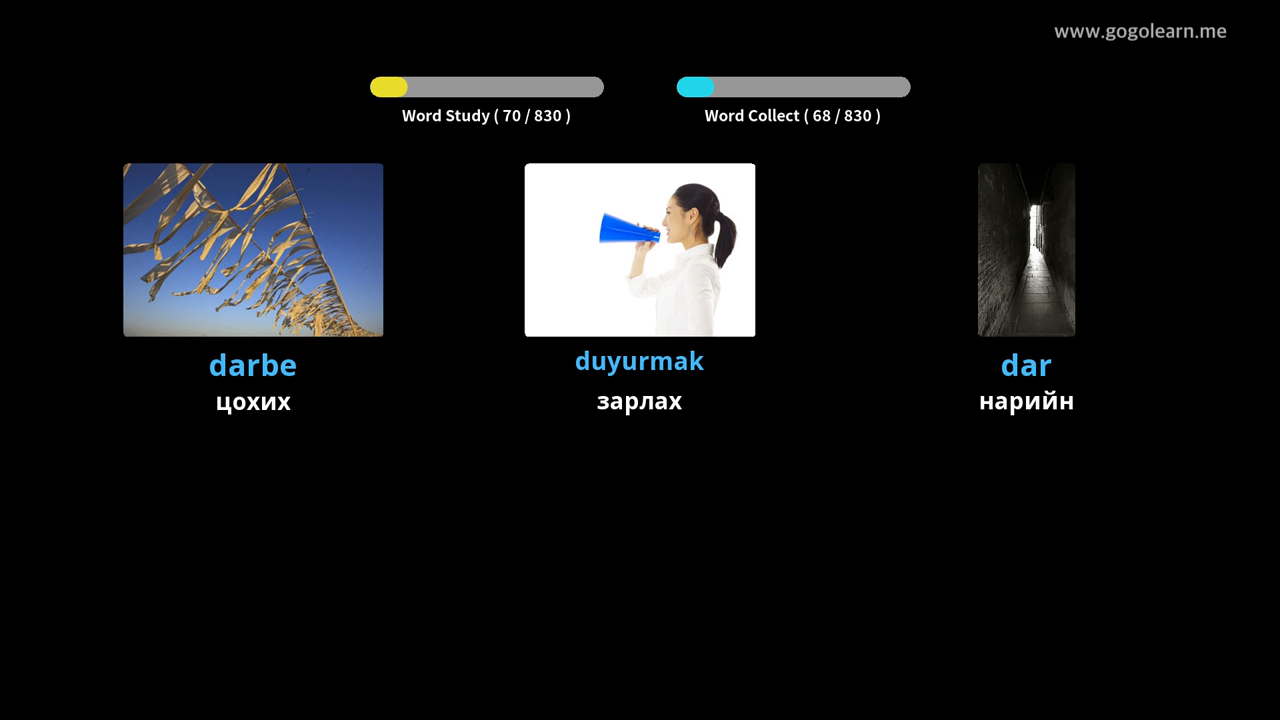 www.gogolearn.me
Word Study ( 70 / 830 )
Word Collect ( 68 / 830 )
darbe
цохих
duyurmak
зарлах
dar
нарийн